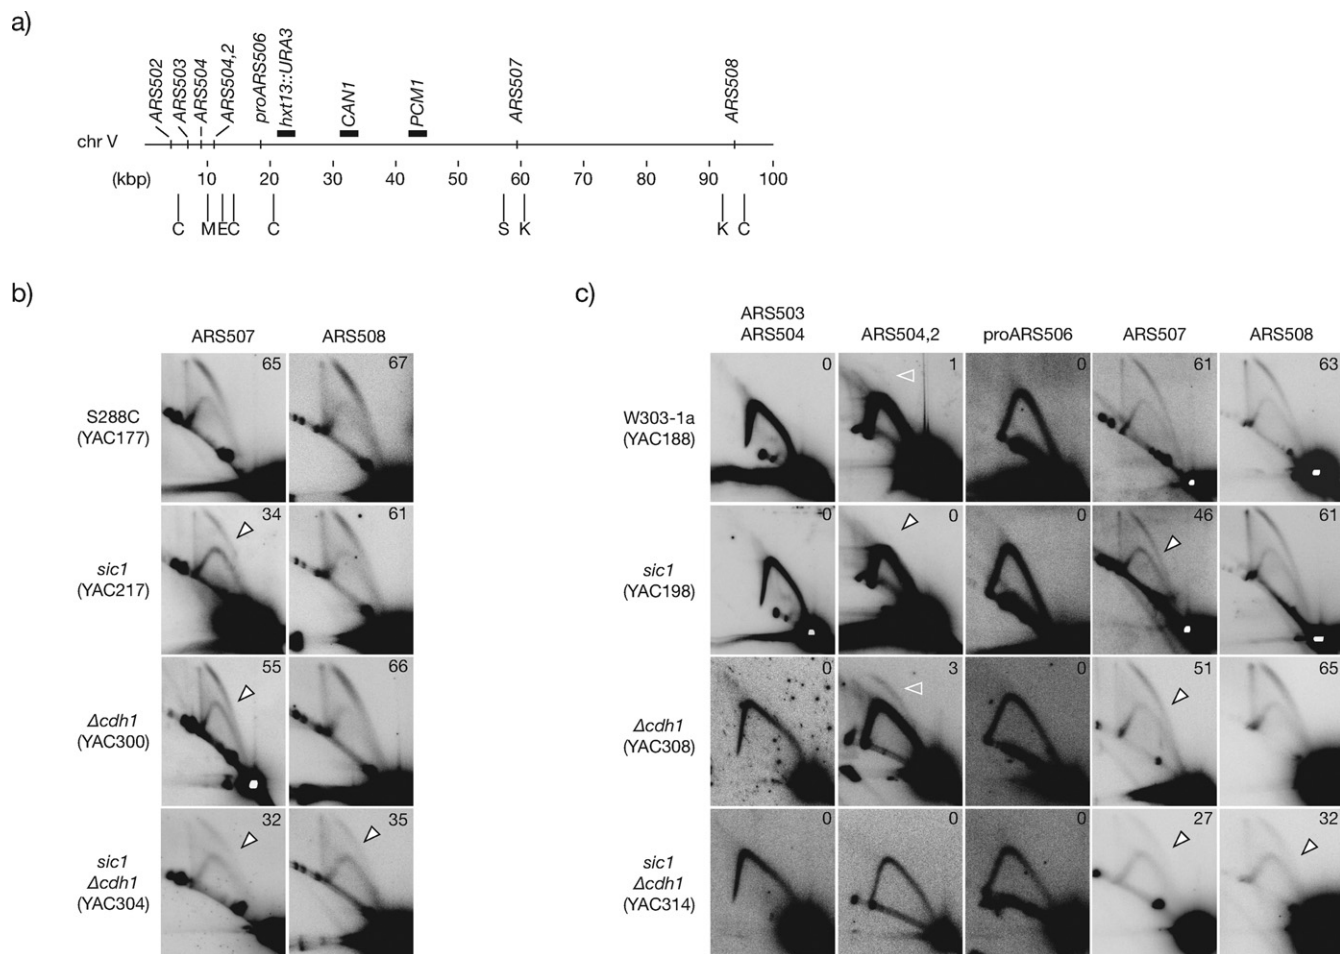 a)
ARS502
ARS503
ARS504
ARS504,2
proARS506
hxt13::URA3
CAN1
PCM1
ARS507
ARS508
chr V
(kbp) 10 20 30 40 50 60 70 80 90 100
C M E C C S K K C
b)
ARS507 ARS508
S288C
(YAC177)
65 67
sic1
(YAC217)
34 61
Δcdh1
(YAC300)
55 66
sic1
Δcdh1
(YAC304)
32 35
c)
ARS503
ARS504 ARS504,2 proARS506 ARS507 ARS508
W303-1a
(YAC188)
0 1 0 61 63
sic1
(YAC198)
0 0 0 46 61
Δcdh1
(YAC308)
0 3 0 51 65
sic1
Δcdh1
(YAC314)
0 0 0 27 32